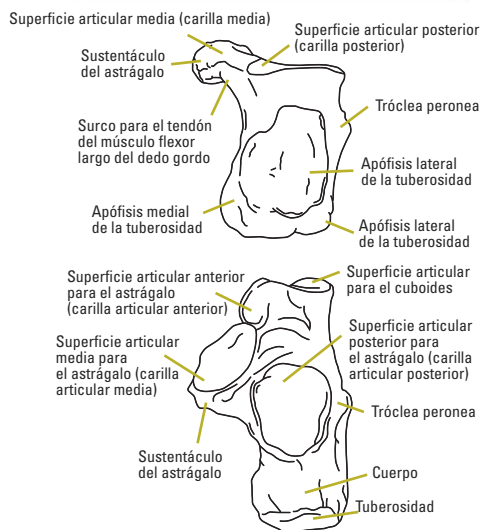 Superficie articular media (carilla media)
Superficie articular posterior
(carilla posterior)
Sustentáculo
del astrágalo
Tróclea peronea
Surco para el tendón
del músculo flexor
largo del dedo gordo
Apófisis lateral
de la tuberosidad
Apófisis medial
de la tuberosidad
Apófisis lateral
de la tuberosidad
Superficie articular anterior
para el astrágalo
(carilla articular anterior)
Superficie articular
para el cuboides
Superficie articular
media para
el astrágalo (carilla
articular media)
Superficie articular
posterior para
el astrágalo (carilla
articular posterior)
Tróclea peronea
Sustentáculo
del astrágalo
Cuerpo
Tuberosidad